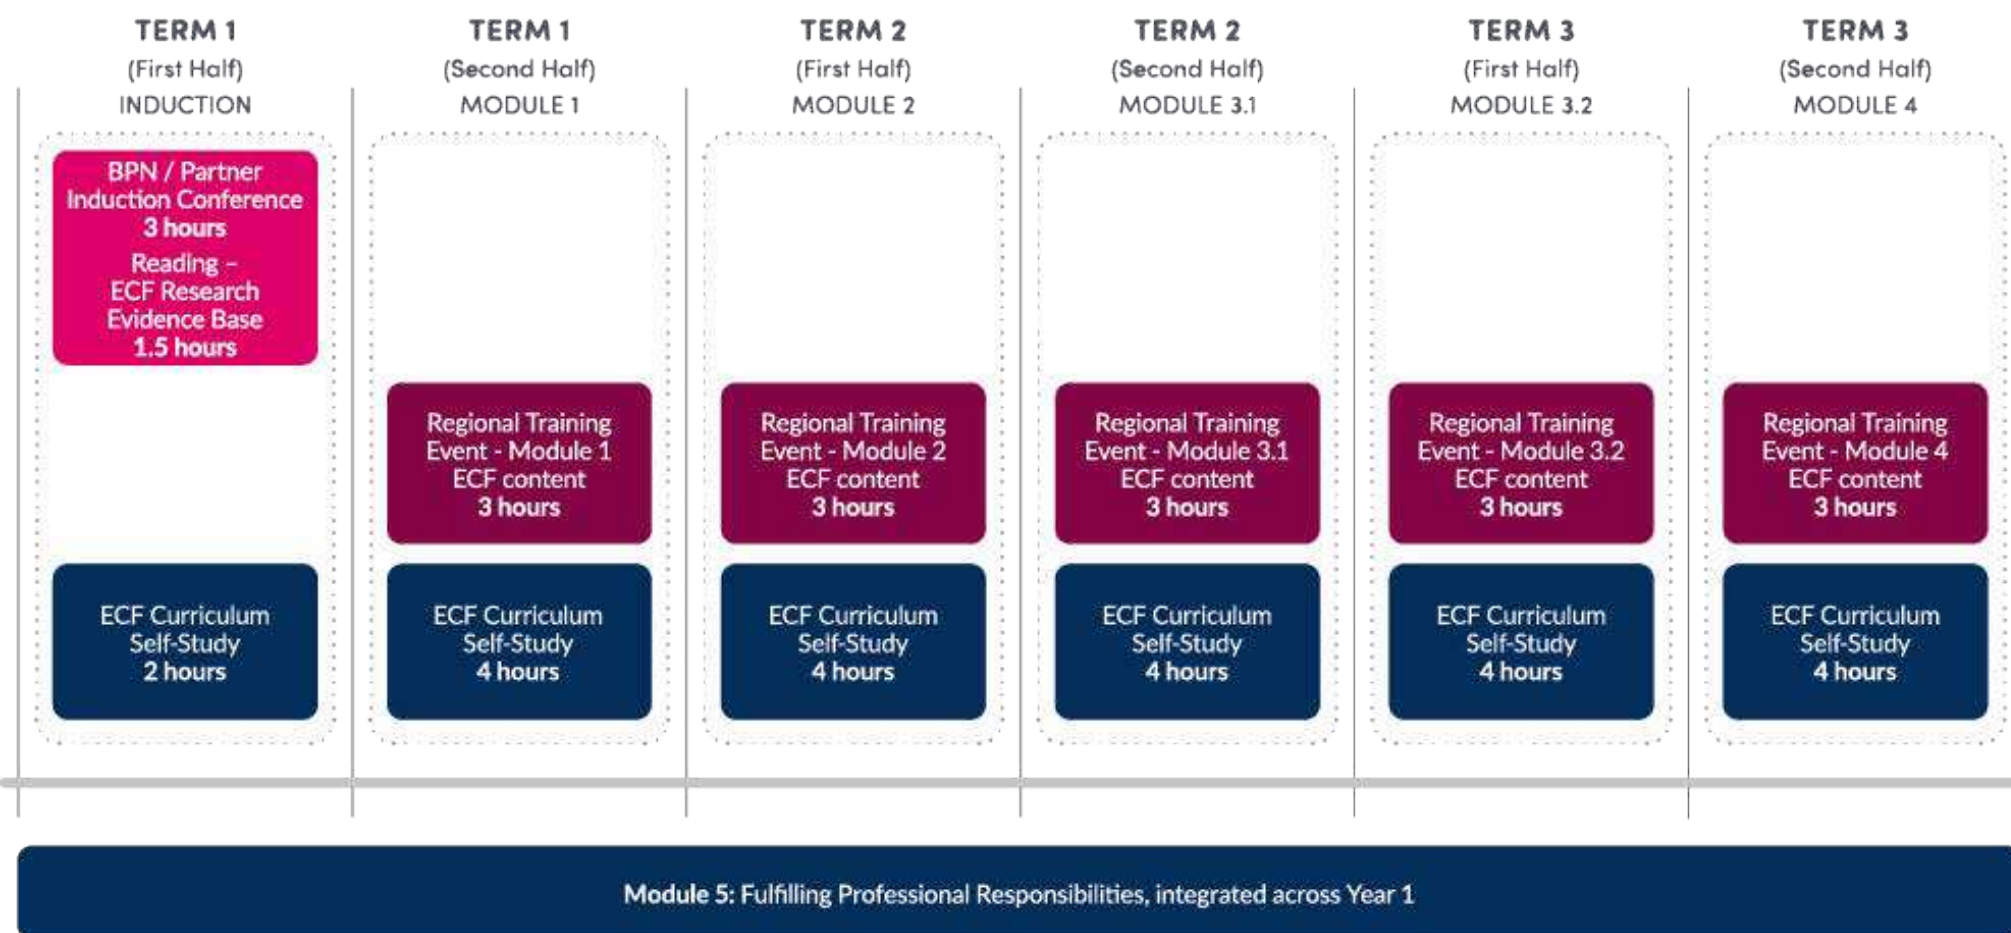 TERM 1
(First Half)
INDUCTION
TERM 1
(Second Half)
MODULE 1
TERM 2
(First Half)
MODULE 2
TERM 2
(Second Half)
MODULE 3.1
TERM 3
(First Half)
MODULE 3.2
TERM 3
(Second Half)
MODULE 4
BPN / Partner
Induction Conference
3 hours
Reading –
ECF Research
Evidence Base
1.5 hours
Regional Training
Event - Module 1
ECF content
3 hours
Regional Training
Event - Module 2
ECF content
3 hours
Regional Training
Event - Module 3.1
ECF content
3 hours
Regional Training
Event - Module 3.2
ECF content
3 hours
Regional Training
Event - Module 4
ECF content
3 hours
ECF Curriculum
Self-Study
2 hours
ECF Curriculum
Self-Study
4 hours
ECF Curriculum
Self-Study
4 hours
ECF Curriculum
Self-Study
4 hours
ECF Curriculum
Self-Study
4 hours
ECF Curriculum
Self-Study
4 hours
Module 5: Fulfilling Professional Responsibilities, integrated across Year 1